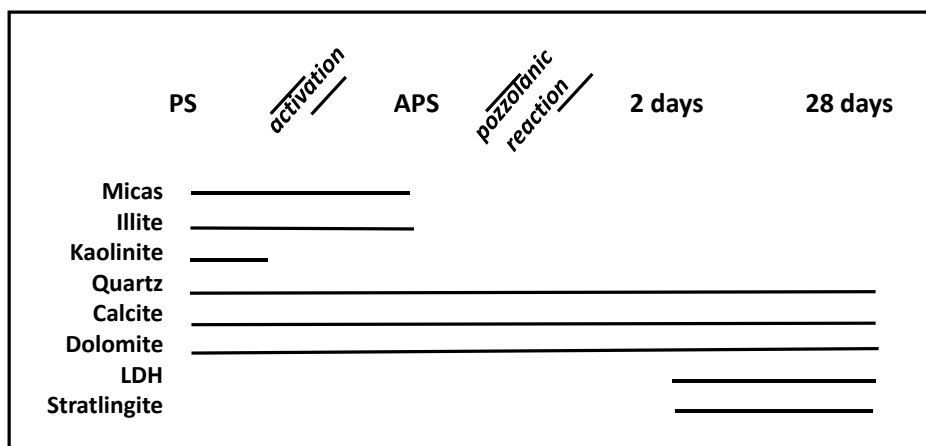 PS
activation
APS
pozzolanic
reaction
2 days
28 days
Micas
Illite
Kaolinite
Quartz
Calcite
Dolomite
LDH
Stratlingite